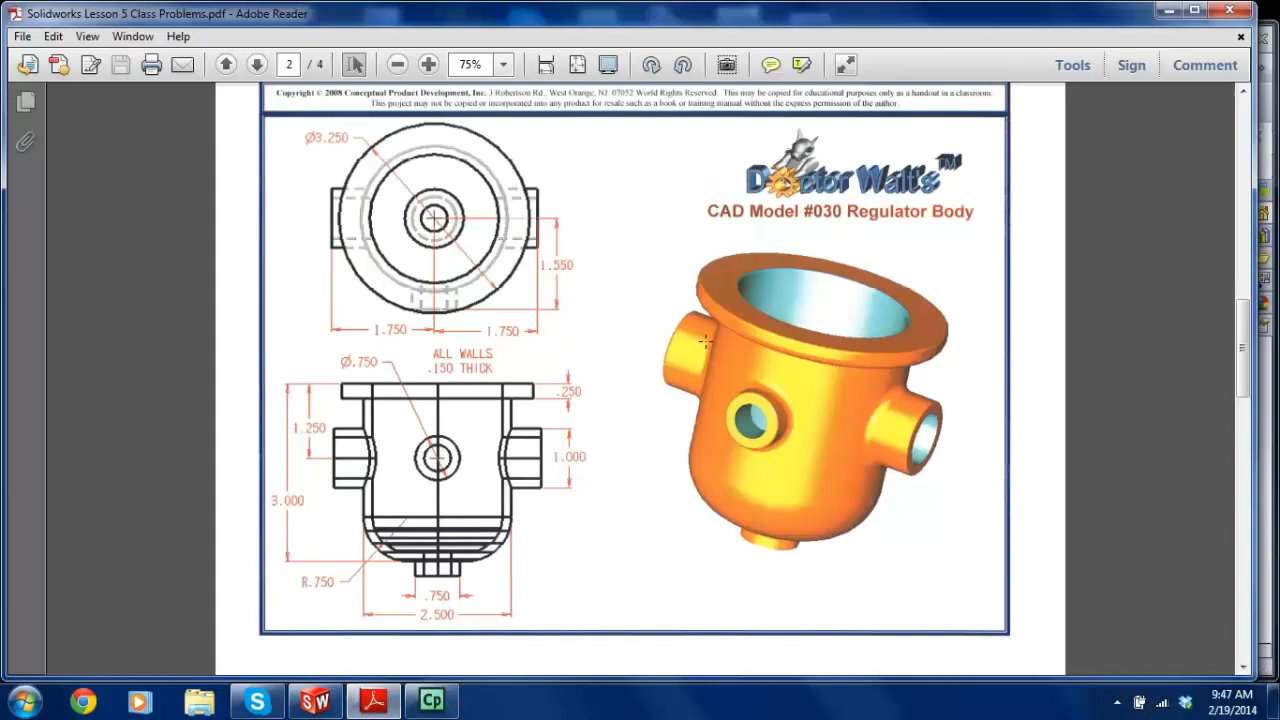 Solidworks Lesson 5 Class Problems.pdf - Adobe Reader
File Edit View Window Help
2 / 4 75% Tools Sign Comment
Copyright © 2008 Conceptual Product Development, Inc. 3 Robertson Rd., West Orange, NJ. 07052 World Rights Reserved. This may be copied for educational purposes only as a handout in a classroom.
This project may not be copied or incorporated into any product for resale such as a book or training manual without the express permission of the author.
Ø3.250
Doctor Walt's™
CAD Model #030 Regulator Body
1.550
1.750 1.750
ALL WALLS
.150 THICK
Ø.750
.250
1.250
1.000
3.000
R.750
.750
2.500
9:47 AM
2/19/2014
S
SW
Cp